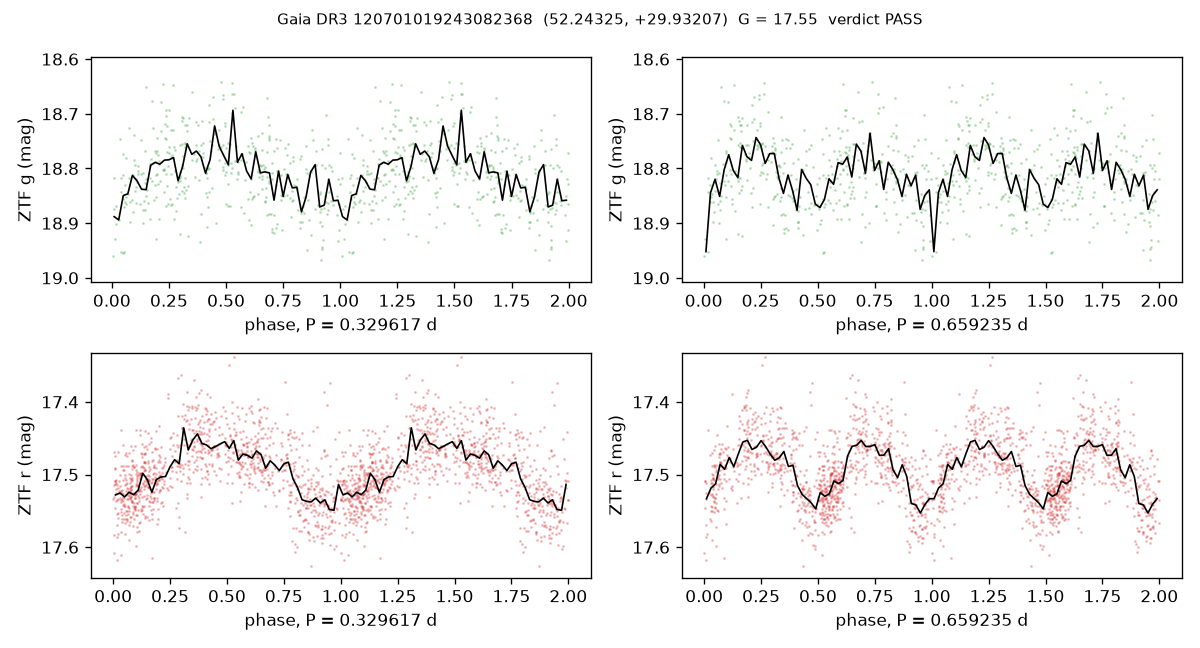 Gaia DR3 120701019243082368 (52.24325, +29.93207) G = 17.55 verdict PASS
ZTF g (mag)
18.6
18.7
18.8
18.9
19.0
0.00 0.25 0.50 0.75 1.00 1.25 1.50 1.75 2.00
phase, P = 0.329617 d
ZTF g (mag)
18.6
18.7
18.8
18.9
19.0
0.00 0.25 0.50 0.75 1.00 1.25 1.50 1.75 2.00
phase, P = 0.659235 d
ZTF r (mag)
17.4
17.5
17.6
0.00 0.25 0.50 0.75 1.00 1.25 1.50 1.75 2.00
phase, P = 0.329617 d
ZTF r (mag)
17.4
17.5
17.6
0.00 0.25 0.50 0.75 1.00 1.25 1.50 1.75 2.00
phase, P = 0.659235 d